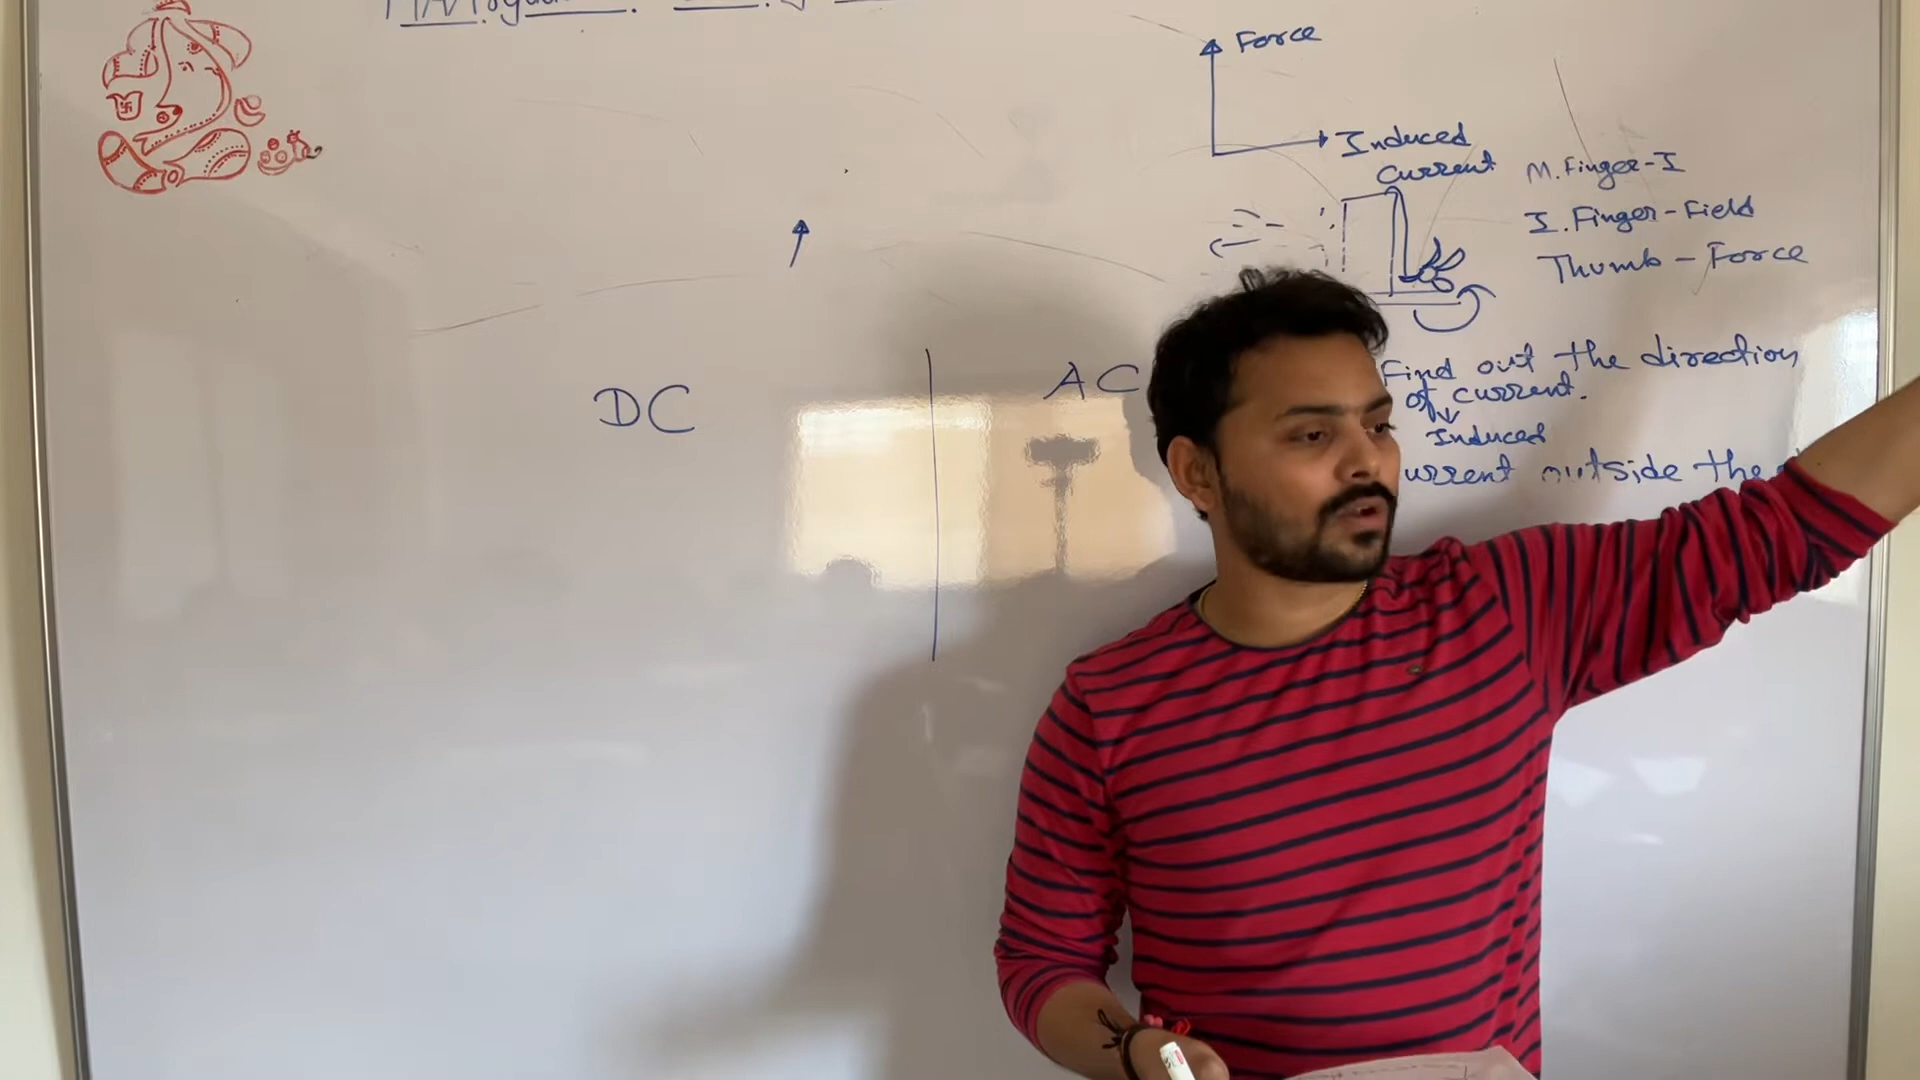 Force
Induced
Current
M. Finger-I
I. Finger-Field
Thumb - Force
DC
AC
Find out the direction
of current.
Induced
urrent outside the